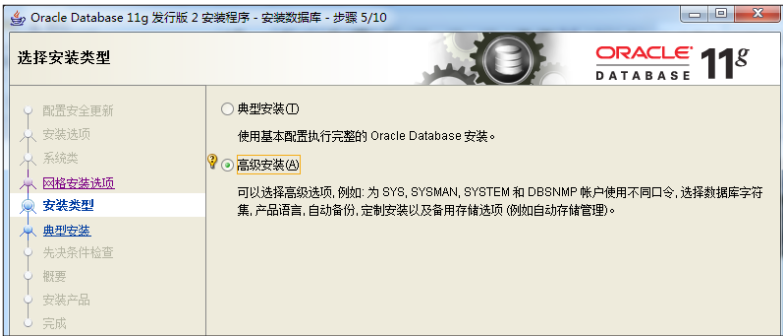 Oracle Database 11g 发行版 2 安装程序 - 安装数据库 - 步骤 5/10
选择安装类型
ORACLE
DATABASE 11g
配置安全更新
安装选项
系统类
网格安装选项
安装类型
典型安装
先决条件检查
概要
安装产品
完成
典型安装(T)
使用基本配置执行完整的 Oracle Database 安装。
高级安装(A)
可以选择高级选项, 例如: 为 SYS, SYSMAN, SYSTEM 和 DBSNMP 帐户使用不同口令, 选择数据库字符
集, 产品语言, 自动备份, 定制安装以及备用存储选项 (例如自动存储管理)。